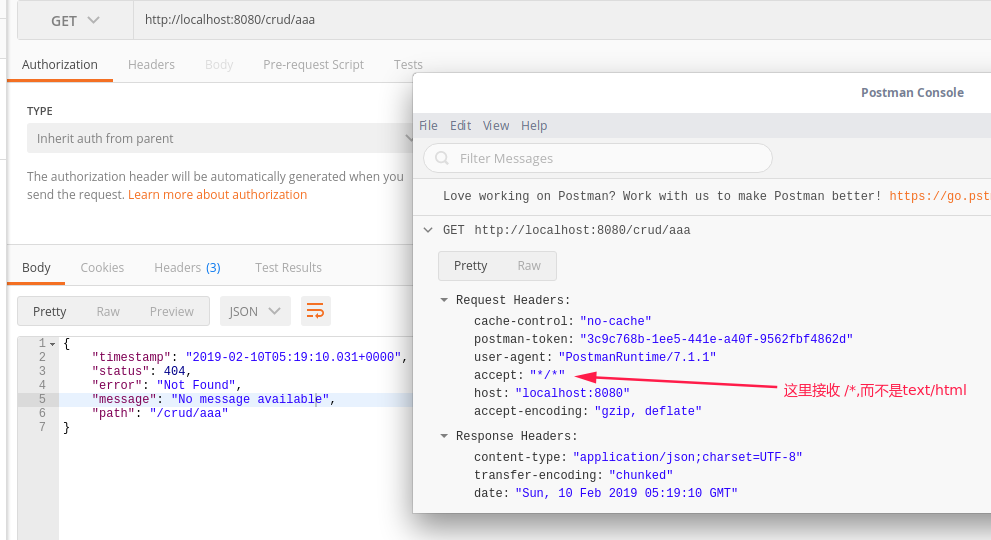 GET http://localhost:8080/crud/aaa
Authorization Headers Body Pre-request Script Tests
TYPE
Inherit auth from parent
The authorization header will be automatically generated when you
send the request. Learn more about authorization
Body Cookies Headers (3) Test Results
Pretty Raw Preview JSON
1 {
2 "timestamp": "2019-02-10T05:19:10.031+0000",
3 "status": 404,
4 "error": "Not Found",
5 "message": "No message available",
6 "path": "/crud/aaa"
7 }
Postman Console
File Edit View Help
Filter Messages
Love working on Postman? Work with us to make Postman better! https://go.pst
GET http://localhost:8080/crud/aaa
Pretty Raw
Request Headers:
cache-control: "no-cache"
postman-token: "3c9c768b-1ee5-441e-a40f-9562fbf4862d"
user-agent: "PostmanRuntime/7.1.1"
accept: "*/*"
这里接收 /*,而不是text/html
host: "localhost:8080"
accept-encoding: "gzip, deflate"
Response Headers:
content-type: "application/json;charset=UTF-8"
transfer-encoding: "chunked"
date: "Sun, 10 Feb 2019 05:19:10 GMT"